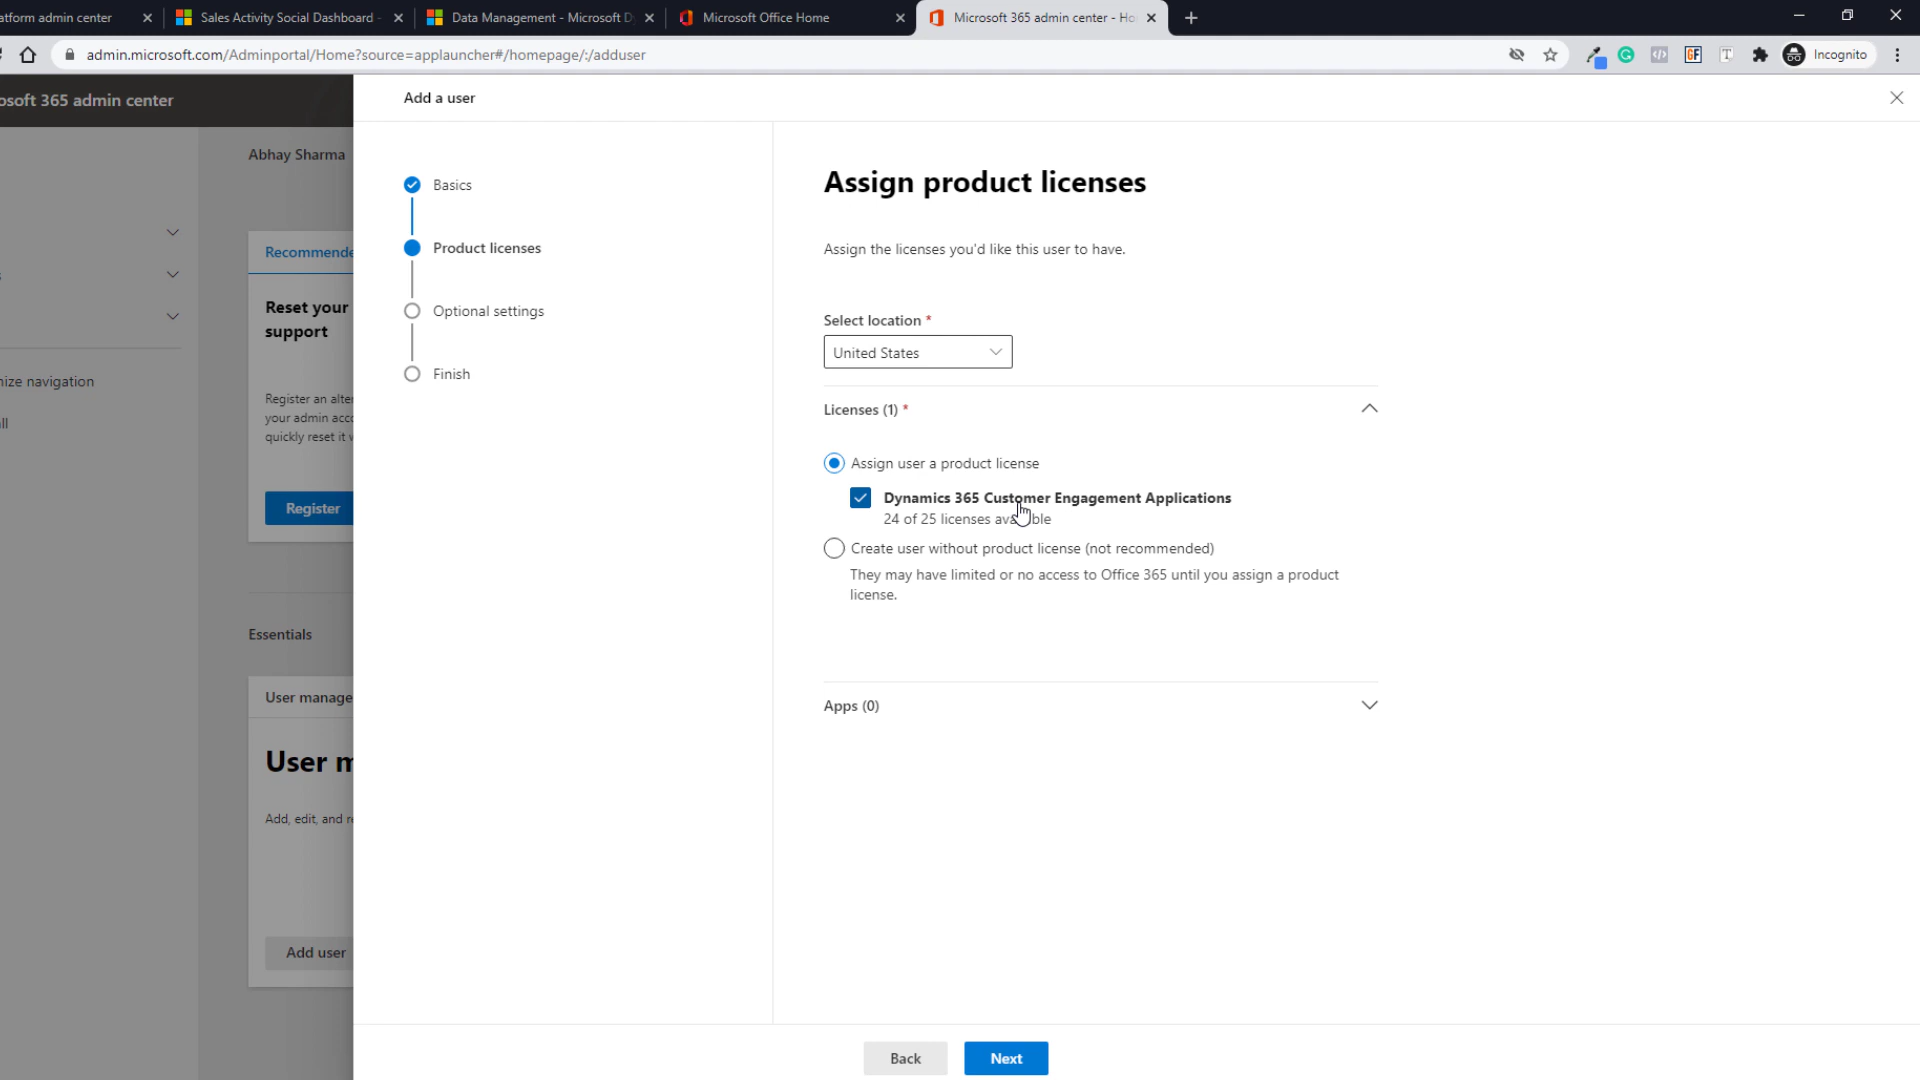 atform admin center
Sales Activity Social Dashboard -
Data Management - Microsoft D
Microsoft Office Home
Microsoft 365 admin center - Ho
admin.microsoft.com/Adminportal/Home?source=applauncher#/homepage/:/adduser
GF
T
Incognito
osoft 365 admin center
Add a user
Abhay Sharma
Basics
Assign product licenses
Recommende
Product licenses
Assign the licenses you'd like this user to have.
Reset your
support
Optional settings
Select location *
United States
Finish
ize navigation
Register an alter
your admin acco
quickly reset it w
ll
Licenses (1) *
Assign user a product license
Dynamics 365 Customer Engagement Applications
Register
24 of 25 licenses available
Create user without product license (not recommended)
They may have limited or no access to Office 365 until you assign a product
license.
Essentials
User manage
Apps (0)
User m
Add, edit, and re
Add user
Back
Next